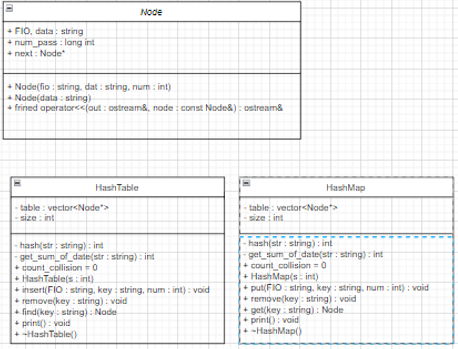 Node
+ FIO, data : string
+ num_pass : long int
+ next : Node*
+ Node(fio : string, dat : string, num : int)
+ Node(data : string)
+ frined operator<<(out : ostream&, node : const Node&) : ostream&
HashTable
- table : vector<Node*>
- size : int
- hash(str : string) : int
- get_sum_of_date(str : string) : int
+ count_collision = 0
+ HashTable(s : int)
+ insert(FIO : string, key : string, num : int) : void
+ remove(key : string) : void
+ find(key : string) : Node
+ print() : void
+ ~HashTable()
HashMap
- table : vector<Node*>
- size : int
- hash(str : string) : int
- get_sum_of_date(str : string) : int
+ count_collision = 0
+ HashMap(s : int)
+ put(FIO : string, key : string, num : int) : void
+ remove(key : string) : void
+ get(key : string) : Node
+ print() : void
+ ~HashMap()